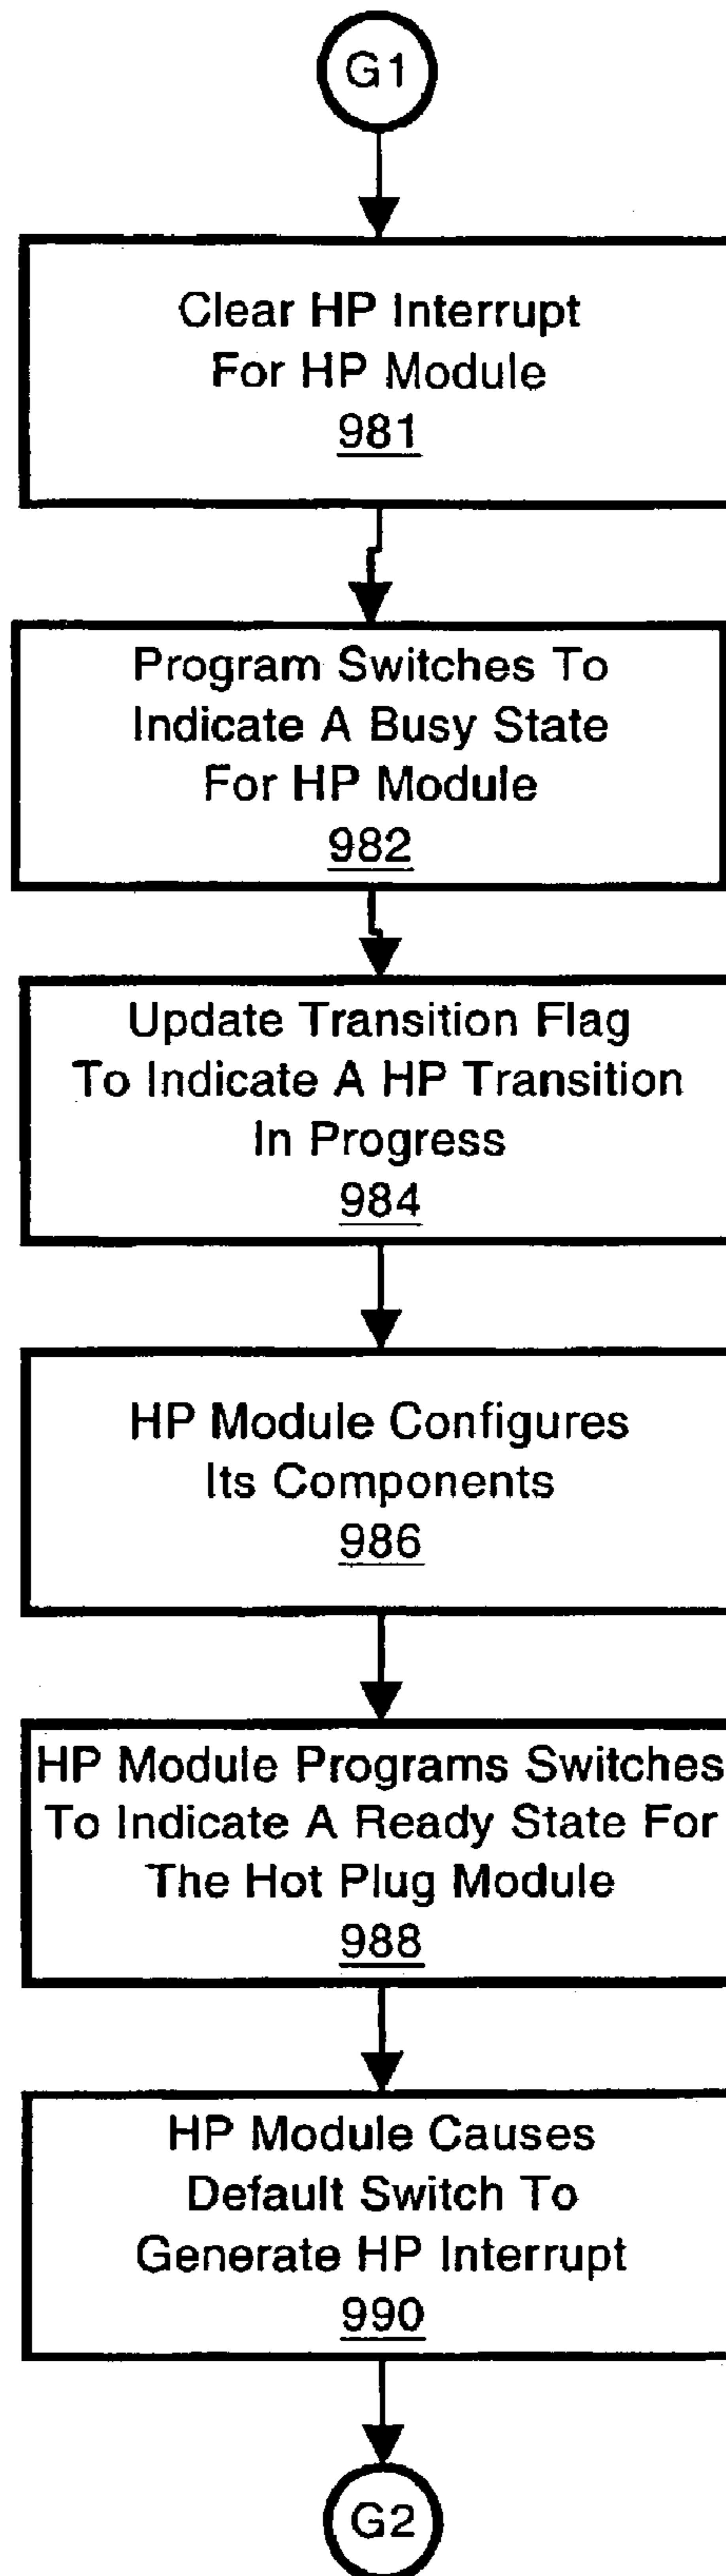 G1
Clear HP Interrupt
For HP Module
981
Program Switches To
Indicate A Busy State
For HP Module
982
Update Transition Flag
To Indicate A HP Transition
In Progress
984
HP Module Configures
Its Components
986
HP Module Programs Switches
To Indicate A Ready State For
The Hot Plug Module
988
HP Module Causes
Default Switch To
Generate HP Interrupt
990
G2